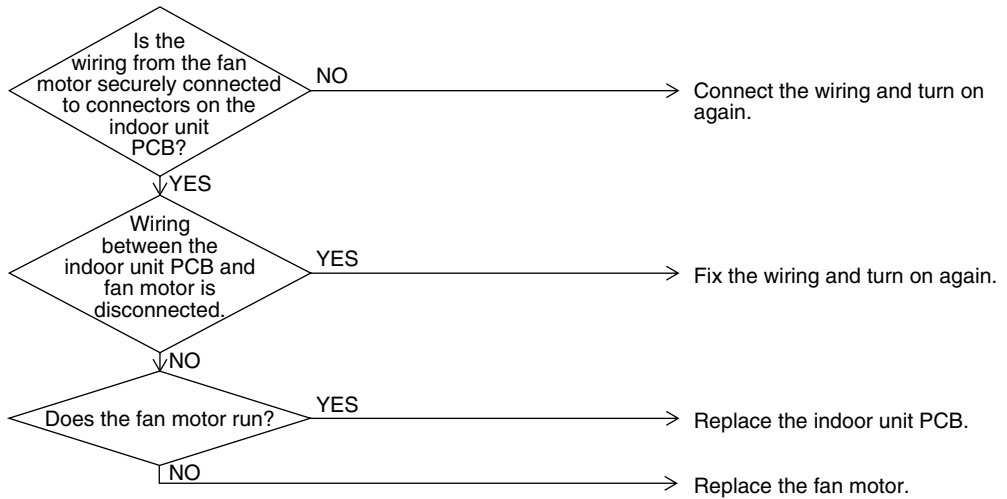 Is the
wiring from the fan
motor securely connected
to connectors on the
indoor unit
PCB?
NO
Connect the wiring and turn on
again.
YES
Wiring
between the
indoor unit PCB and
fan motor is
disconnected.
YES
Fix the wiring and turn on again.
NO
Does the fan motor run?
YES
Replace the indoor unit PCB.
NO
Replace the fan motor.